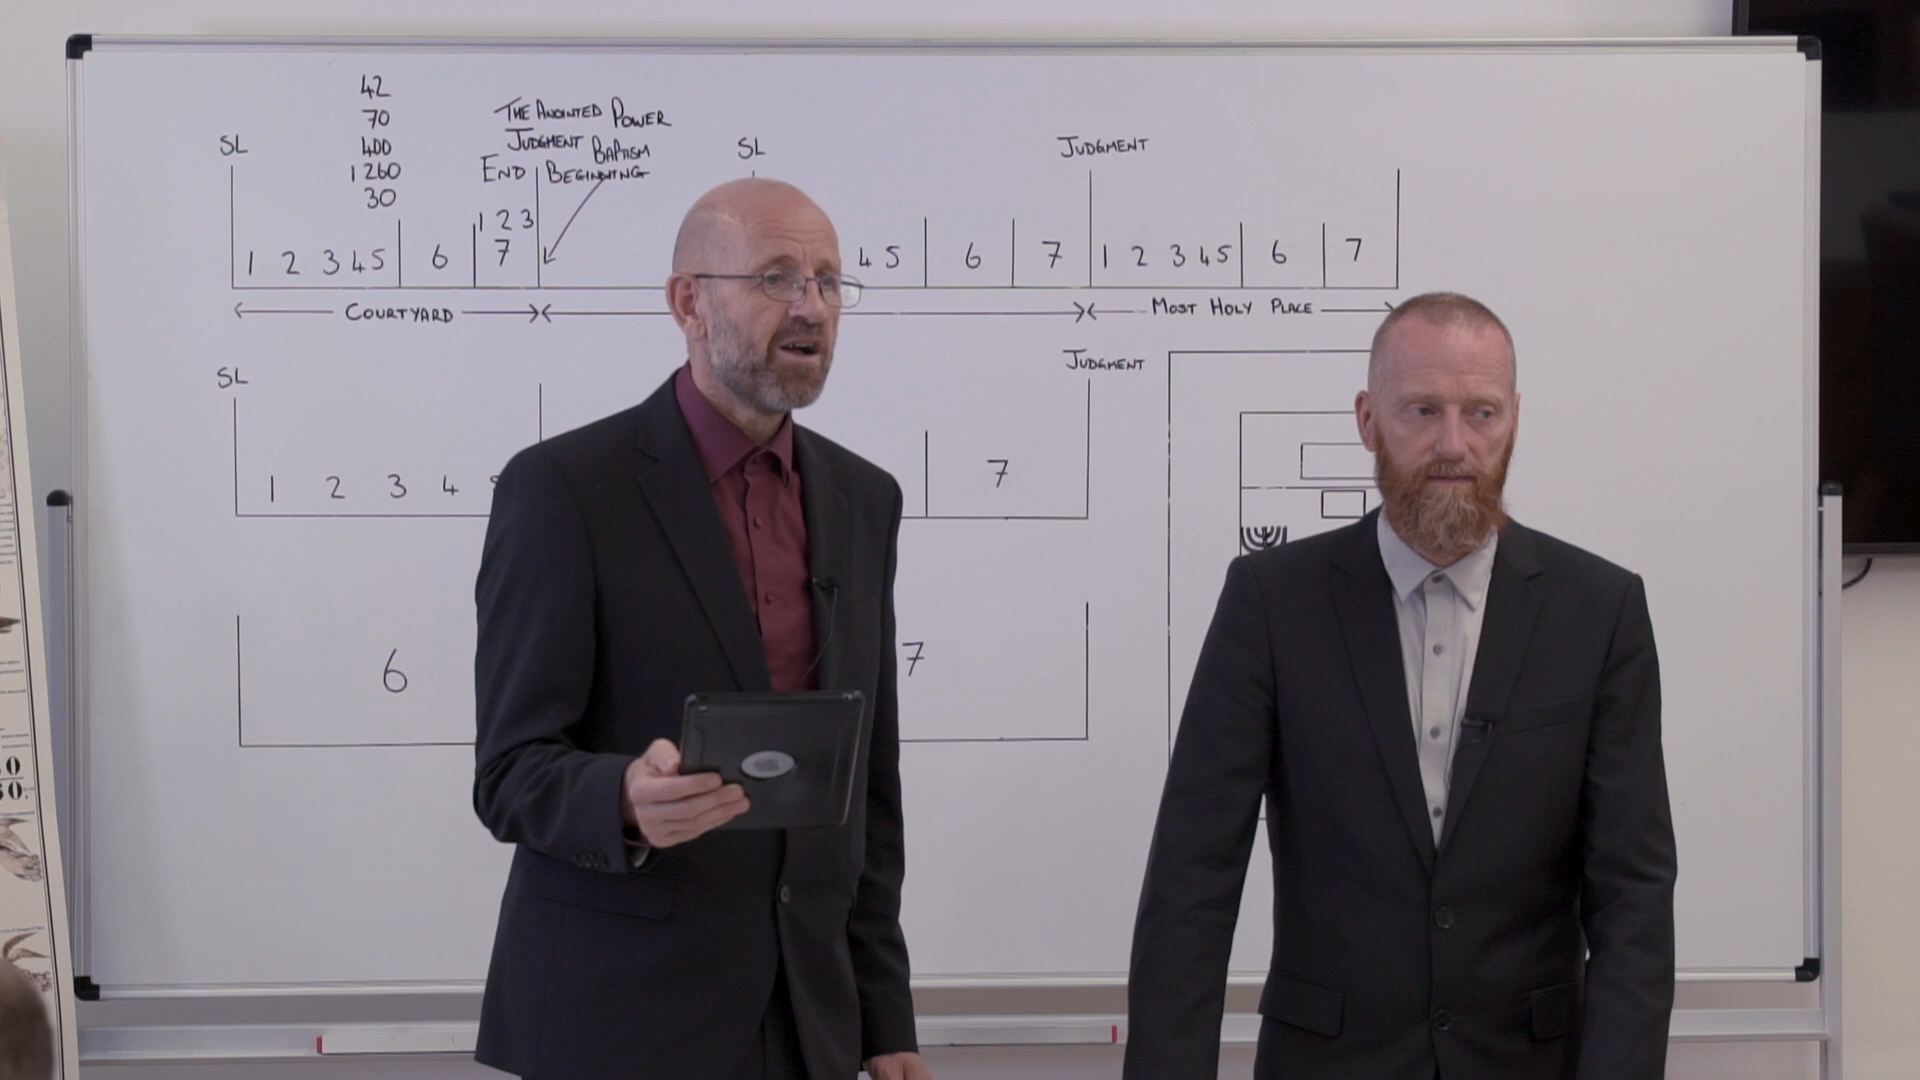 42
70
400
1260
30
THE ANOINTED POWER
JUDGMENT BAPTISM
END BEGINNING
SL
SL
JUDGMENT
1 2 3
1 2 3 4 5 6 7
4 5 6 7
1 2 3 4 5 6 7
COURTYARD
MOST HOLY PLACE
SL
JUDGMENT
1 2 3 4
7
6
7
0
60.